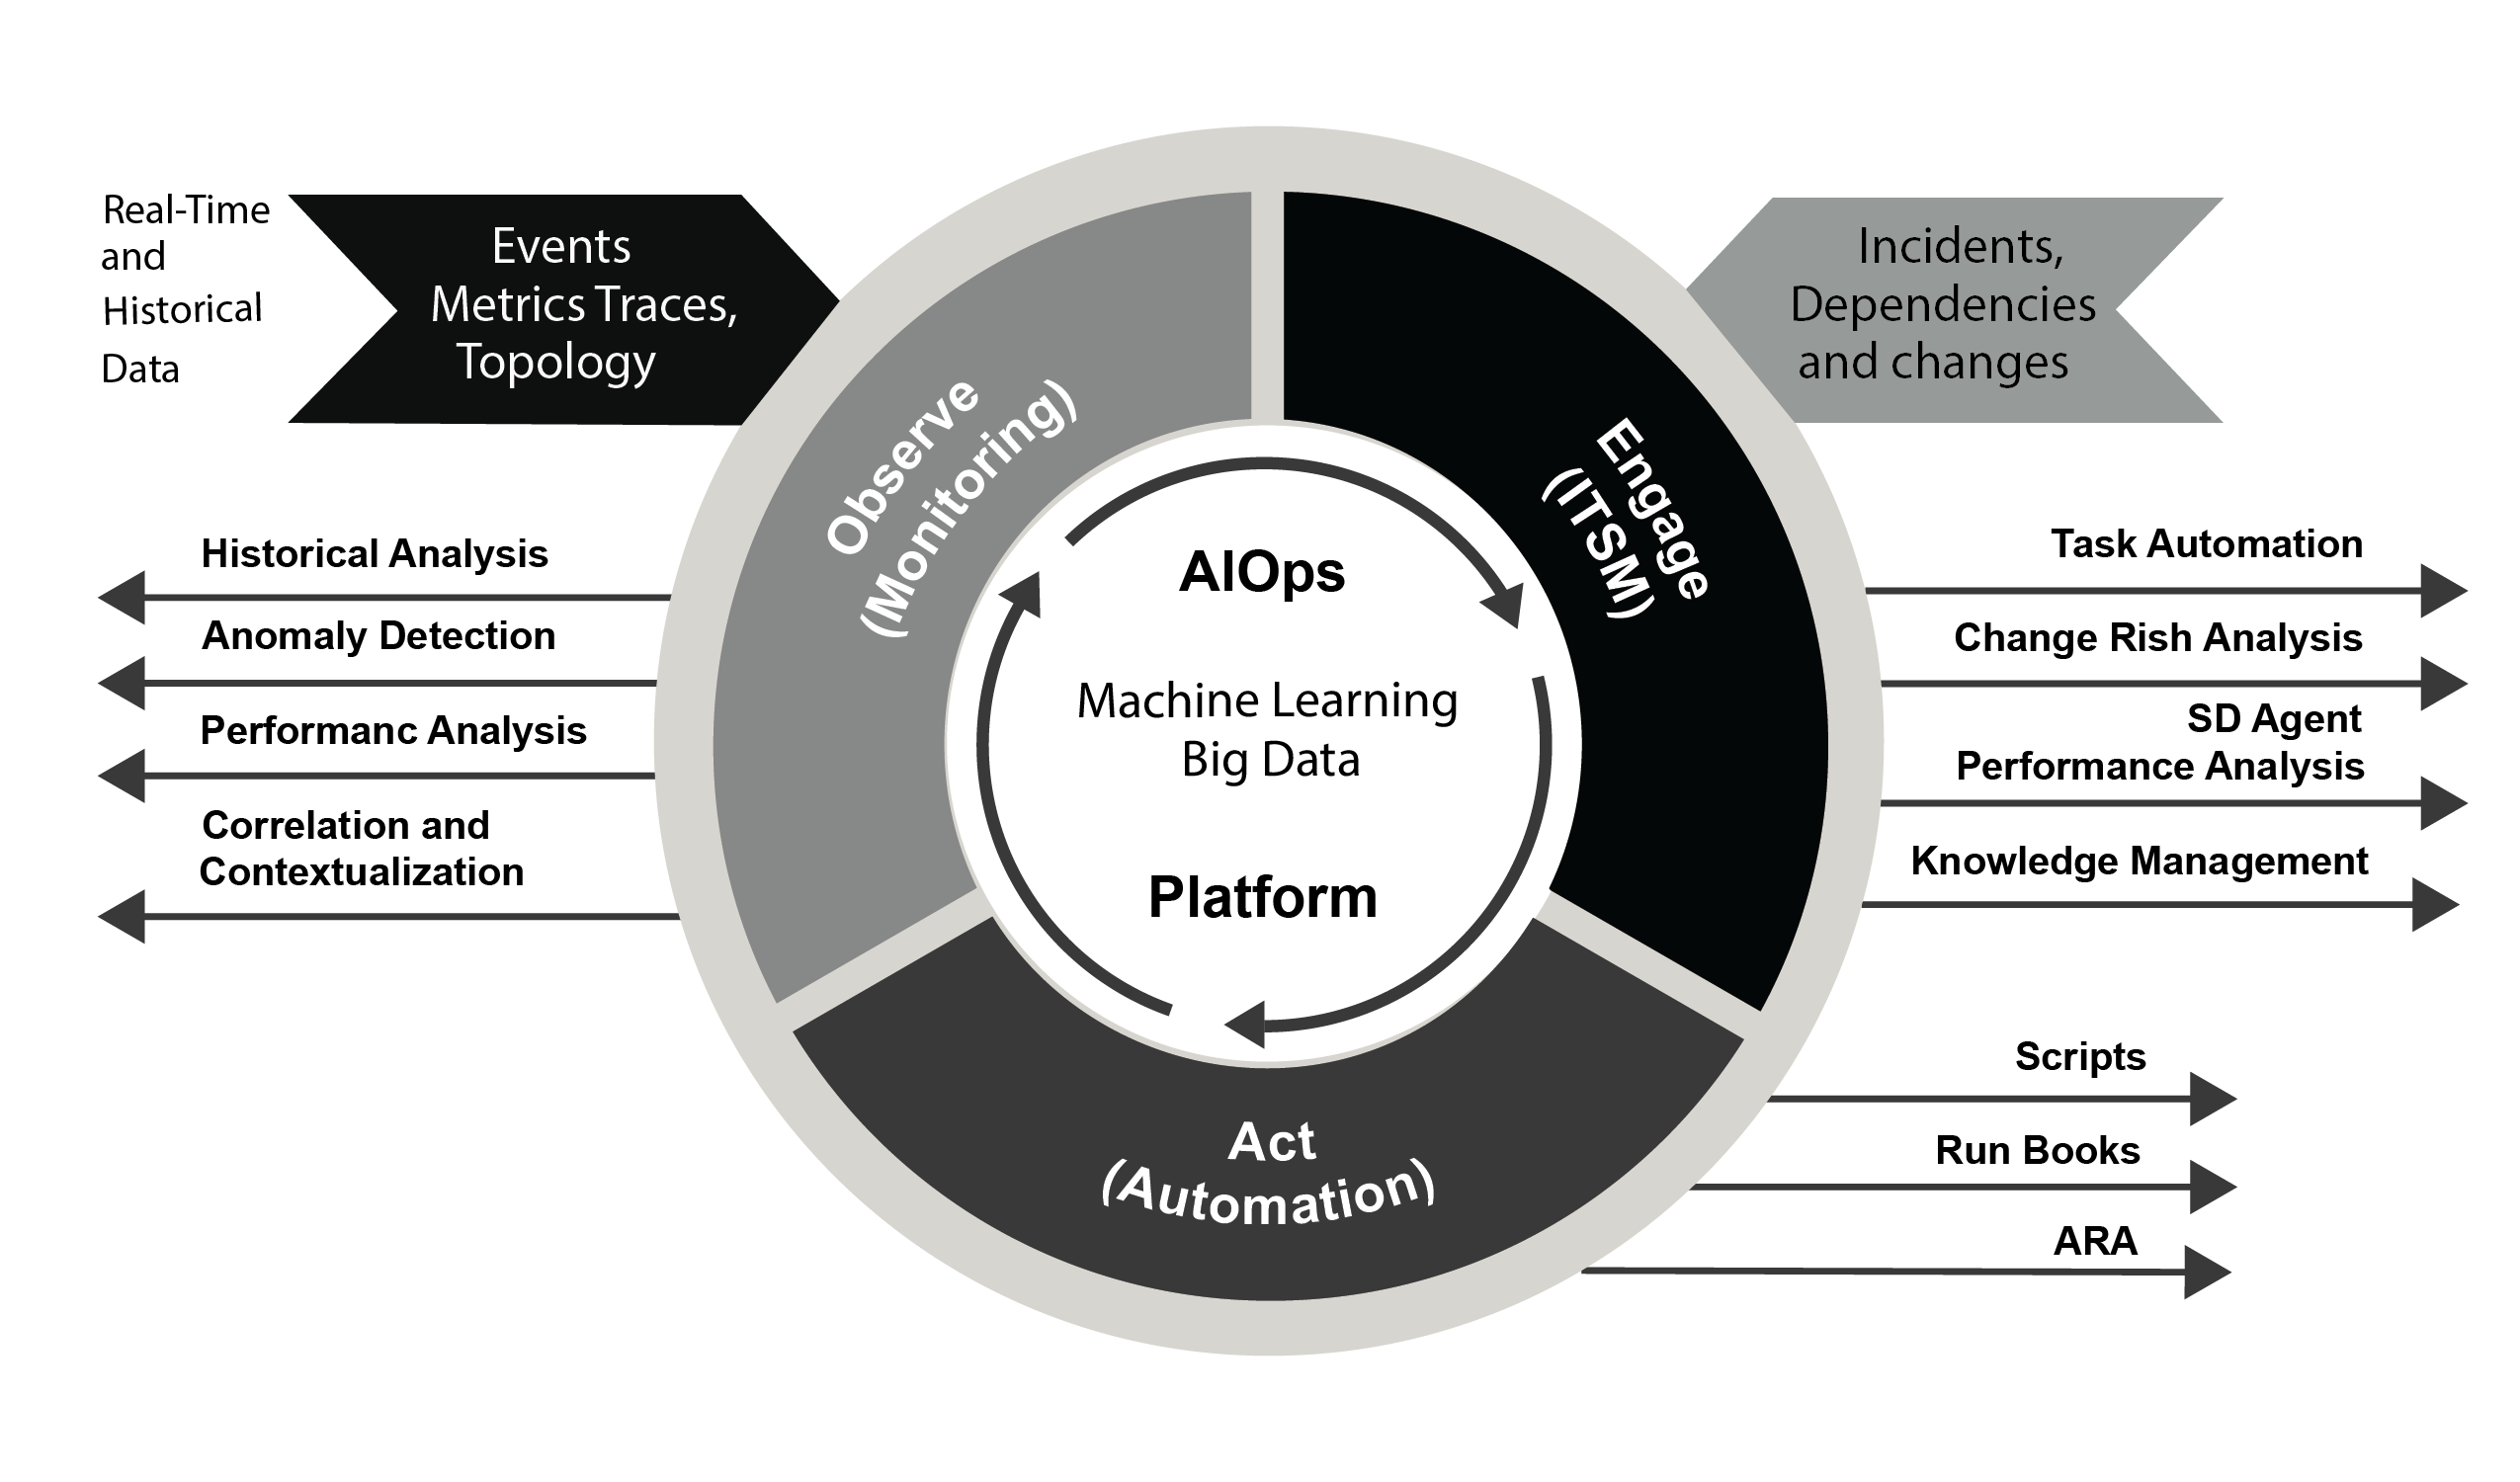 Real-Time
and
Historical
Data
Events
Metrics Traces,
Topology
Incidents,
Dependencies
and changes
Observe
(Monitoring)
Engage
(ITSM)
Historical Analysis
Anomaly Detection
Performanc Analysis
Correlation and
Contextualization
AIOps
Machine Learning
Big Data
Platform
Task Automation
Change Rish Analysis
SD Agent
Performance Analysis
Knowledge Management
Act
(Automation)
Scripts
Run Books
ARA